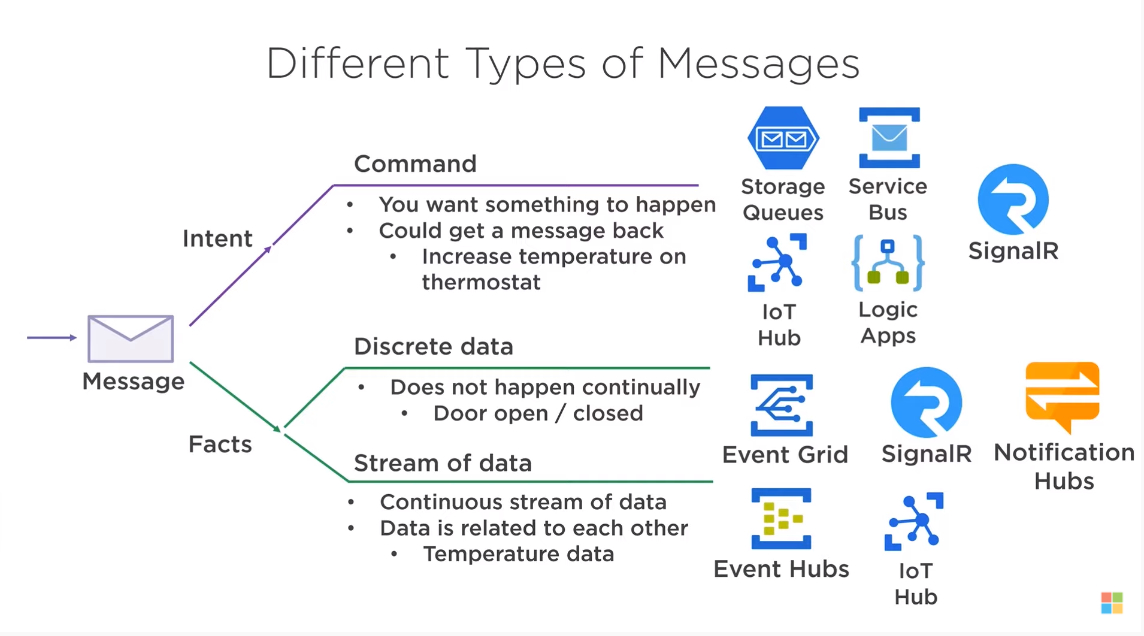 Different Types of Messages
Command
• You want something to happen
• Could get a message back
• Increase temperature on
thermostat
Storage
Queues
Service
Bus
SignalR
IoT
Hub
Logic
Apps
Intent
Message
Facts
Discrete data
• Does not happen continually
• Door open / closed
Event Grid
SignalR
Notification
Hubs
Stream of data
• Continuous stream of data
• Data is related to each other
• Temperature data
Event Hubs
IoT
Hub